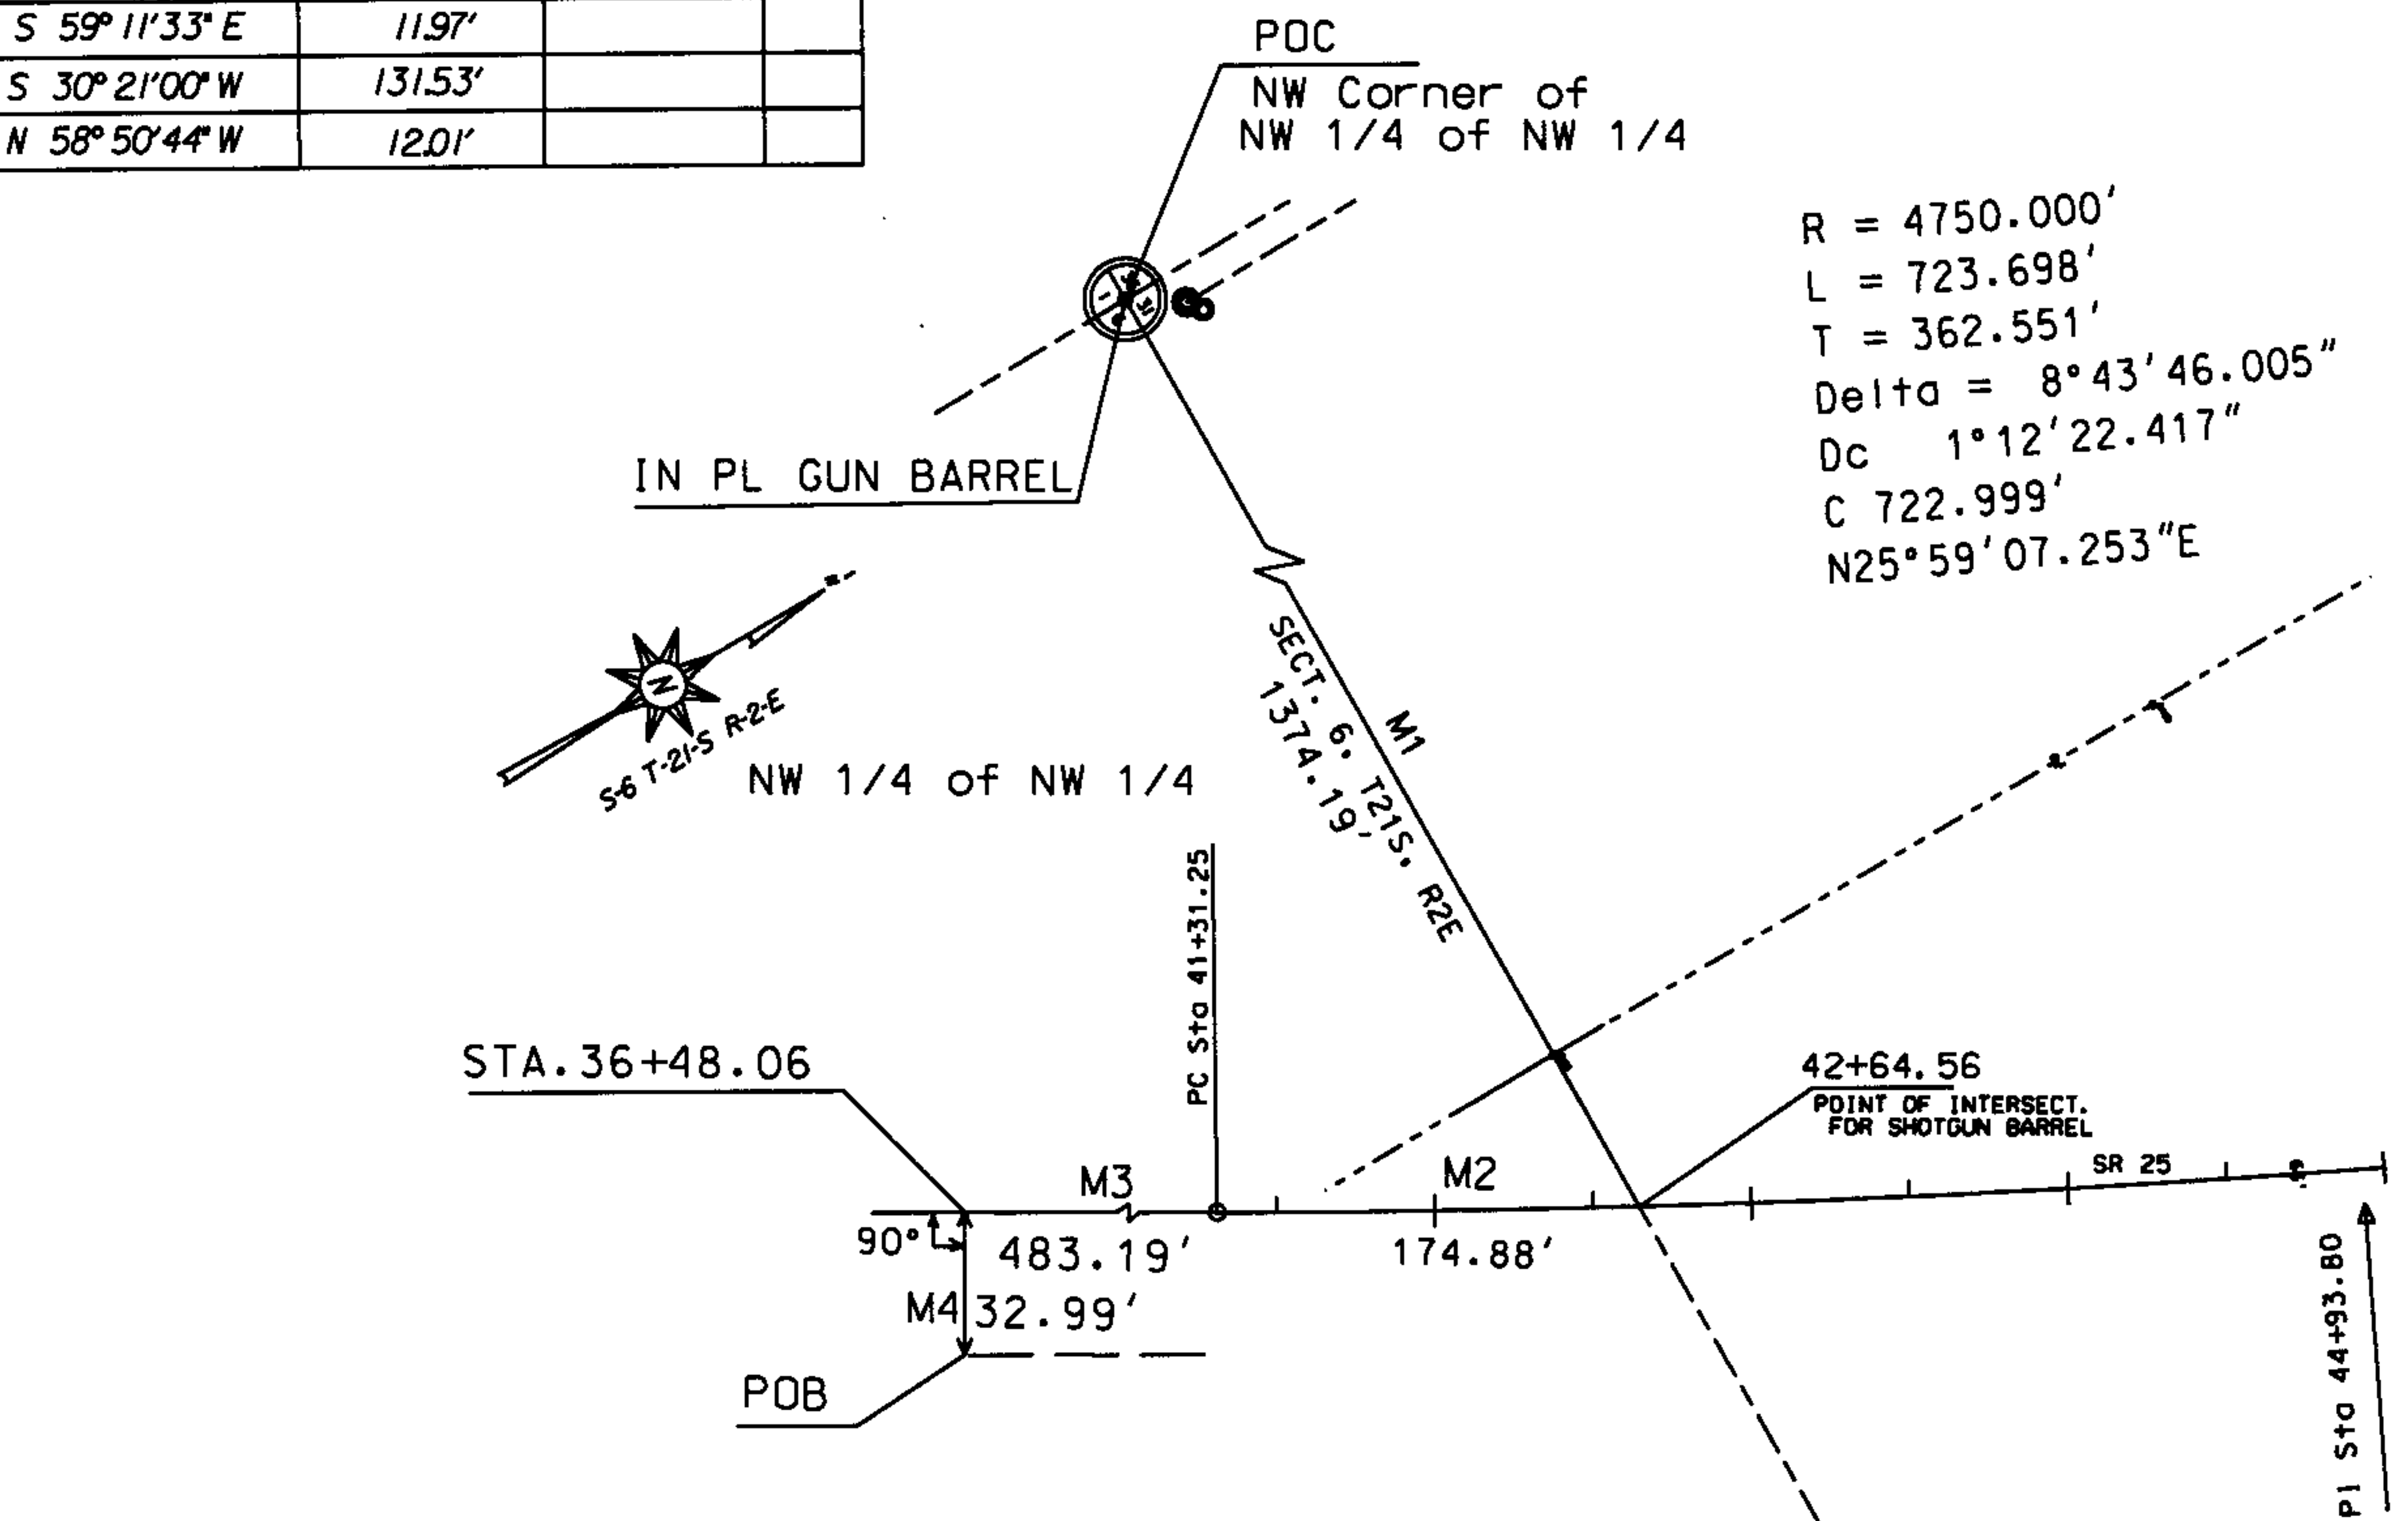 S 59° 11'33" E 11.97'
S 30° 21'00" W 131.53'
N 58° 50'44" W 12.01'
POC
NW Corner of
NW 1/4 of NW 1/4
R = 4750.000'
L = 723.698'
T = 362.551'
Delta = 8°43'46.005"
Dc 1°12'22.417"
C 722.999'
N25°59'07.253"E
IN PL GUN BARREL
N
S-6 T-21-S R-2-E
NW 1/4 of NW 1/4
M1
SECT. 6. T21S. R2E
1374.19'
PC Sta 41+31.25
STA.36+48.06
42+64.56
POINT OF INTERSECT.
FOR SHOTGUN BARREL
SR 25
M3
M2
90°
483.19'
174.88'
M4
32.99'
POB
PI Sta 44+93.80